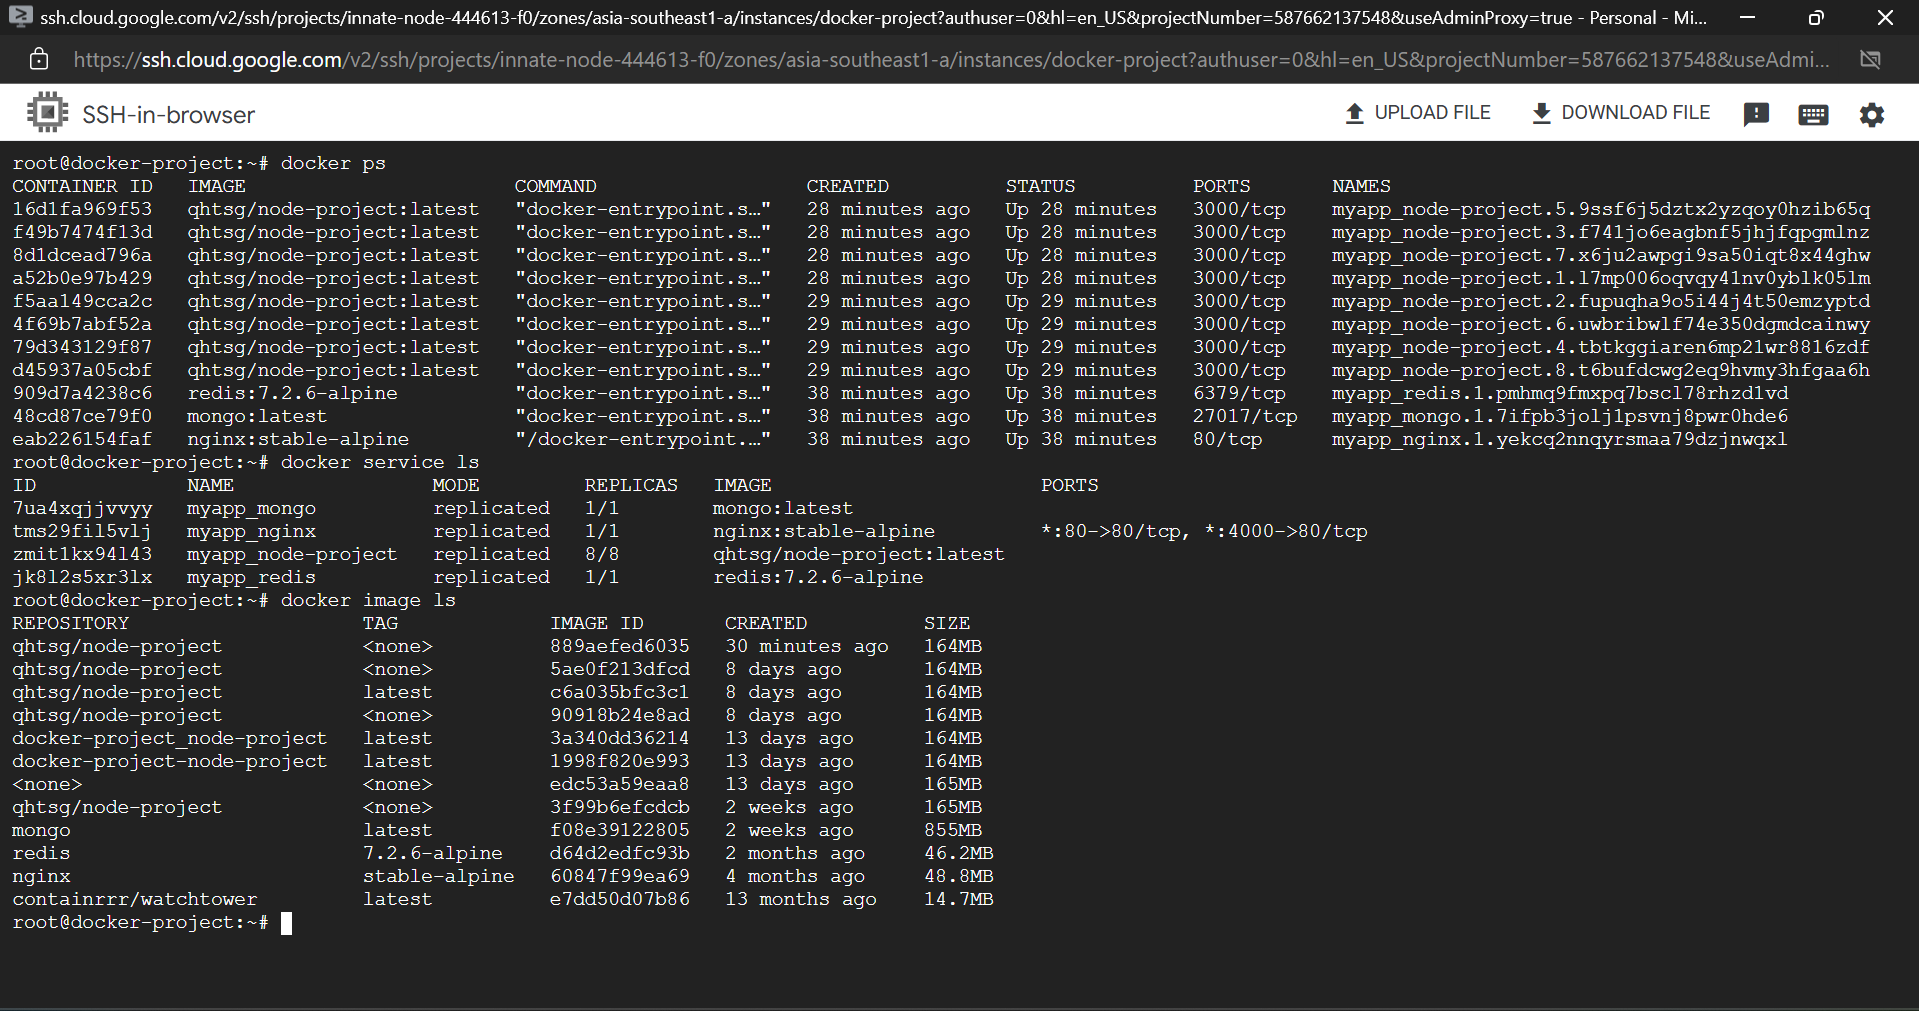 ssh.cloud.google.com/v2/ssh/projects/innate-node-444613-f0/zones/asia-southeast1-a/instances/docker-project?authuser=0&hl=en_US&projectNumber=587662137548&useAdminProxy=true - Personal - Mi...
https://ssh.cloud.google.com/v2/ssh/projects/innate-node-444613-f0/zones/asia-southeast1-a/instances/docker-project?authuser=0&hl=en_US&projectNumber=587662137548&useAdmi...
SSH-in-browser UPLOAD FILE DOWNLOAD FILE
root@docker-project:~# docker ps
CONTAINER ID IMAGE COMMAND CREATED STATUS PORTS NAMES
16d1fa969f53 qhtsg/node-project:latest "docker-entrypoint.s…" 28 minutes ago Up 28 minutes 3000/tcp myapp_node-project.5.9ssf6j5dztx2yzqoy0hzib65q
f49b7474f13d qhtsg/node-project:latest "docker-entrypoint.s…" 28 minutes ago Up 28 minutes 3000/tcp myapp_node-project.3.f741jo6eagbnf5jhjfqpgmlnz
8d1dcead796a qhtsg/node-project:latest "docker-entrypoint.s…" 28 minutes ago Up 28 minutes 3000/tcp myapp_node-project.7.x6ju2awpgi9sa50iqt8x44ghw
a52b0e97b429 qhtsg/node-project:latest "docker-entrypoint.s…" 28 minutes ago Up 28 minutes 3000/tcp myapp_node-project.1.l7mp006oqvqy41nv0yblk05lm
f5aa149cca2c qhtsg/node-project:latest "docker-entrypoint.s…" 29 minutes ago Up 29 minutes 3000/tcp myapp_node-project.2.fupuqha9o5i44j4t50emzyptd
4f69b7abf52a qhtsg/node-project:latest "docker-entrypoint.s…" 29 minutes ago Up 29 minutes 3000/tcp myapp_node-project.6.uwbribwlf74e350dgmdcainwy
79d343129f87 qhtsg/node-project:latest "docker-entrypoint.s…" 29 minutes ago Up 29 minutes 3000/tcp myapp_node-project.4.tbtkggiaren6mp21wr8816zdf
d45937a05cbf qhtsg/node-project:latest "docker-entrypoint.s…" 29 minutes ago Up 29 minutes 3000/tcp myapp_node-project.8.t6bufdcwg2eq9hvmy3hfgaa6h
909d7a4238c6 redis:7.2.6-alpine "docker-entrypoint.s…" 38 minutes ago Up 38 minutes 6379/tcp myapp_redis.1.pmhmq9fmxpq7bscl78rhzd1vd
48cd87ce79f0 mongo:latest "docker-entrypoint.s…" 38 minutes ago Up 38 minutes 27017/tcp myapp_mongo.1.7ifpb3jolj1psvnj8pwr0hde6
eab226154faf nginx:stable-alpine "/docker-entrypoint.…" 38 minutes ago Up 38 minutes 80/tcp myapp_nginx.1.yekcq2nnqyrsmaa79dzjnwqxl
root@docker-project:~# docker service ls
ID NAME MODE REPLICAS IMAGE PORTS
7ua4xqjjvvyy myapp_mongo replicated 1/1 mongo:latest
tms29fil5vlj myapp_nginx replicated 1/1 nginx:stable-alpine *:80->80/tcp, *:4000->80/tcp
zmit1kx94l43 myapp_node-project replicated 8/8 qhtsg/node-project:latest
jk8l2s5xr3lx myapp_redis replicated 1/1 redis:7.2.6-alpine
root@docker-project:~# docker image ls
REPOSITORY TAG IMAGE ID CREATED SIZE
qhtsg/node-project <none> 889aefed6035 30 minutes ago 164MB
qhtsg/node-project <none> 5ae0f213dfcd 8 days ago 164MB
qhtsg/node-project latest c6a035bfc3c1 8 days ago 164MB
qhtsg/node-project <none> 90918b24e8ad 8 days ago 164MB
docker-project_node-project latest 3a340dd36214 13 days ago 164MB
docker-project-node-project latest 1998f820e993 13 days ago 164MB
<none> <none> edc53a59eaa8 13 days ago 165MB
qhtsg/node-project <none> 3f99b6efcdcb 2 weeks ago 165MB
mongo latest f08e39122805 2 weeks ago 855MB
redis 7.2.6-alpine d64d2edfc93b 2 months ago 46.2MB
nginx stable-alpine 60847f99ea69 4 months ago 48.8MB
containrrr/watchtower latest e7dd50d07b86 13 months ago 14.7MB
root@docker-project:~#